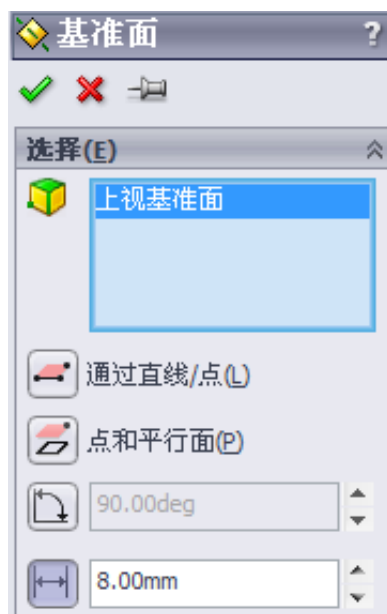 基准面 ?
选择(E)
上视基准面
通过直线/点(L)
点和平行面(P)
90.00deg
8.00mm